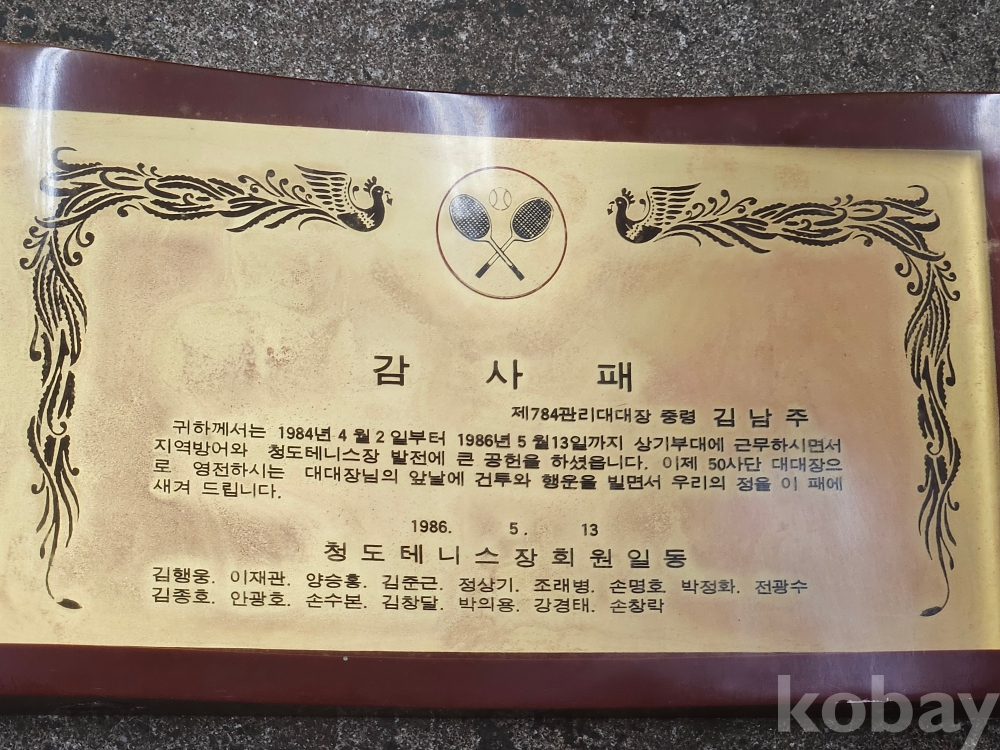 감 사 패
제784관리대대장 중령 김 남 주
귀하께서는 1984년 4월 2일부터 1986년 5월13일까지 상기부대에 근무하시면서
지역방어와 청도테니스장 발전에 큰 공헌을 하셨읍니다. 이제 50사단 대대장으
로 영전하시는 대대장님의 앞날에 건투와 행운을 빌면서 우리의 정을 이 패에
새겨 드립니다.
1986. 5. 13
청도테니스장회원일동
김행웅. 이재관. 양승홍. 김준근. 정상기. 조래병. 손명호. 박정화. 전광수
김종호. 안광호. 손수본. 김창달. 박의용. 강경태. 손창락
kobay